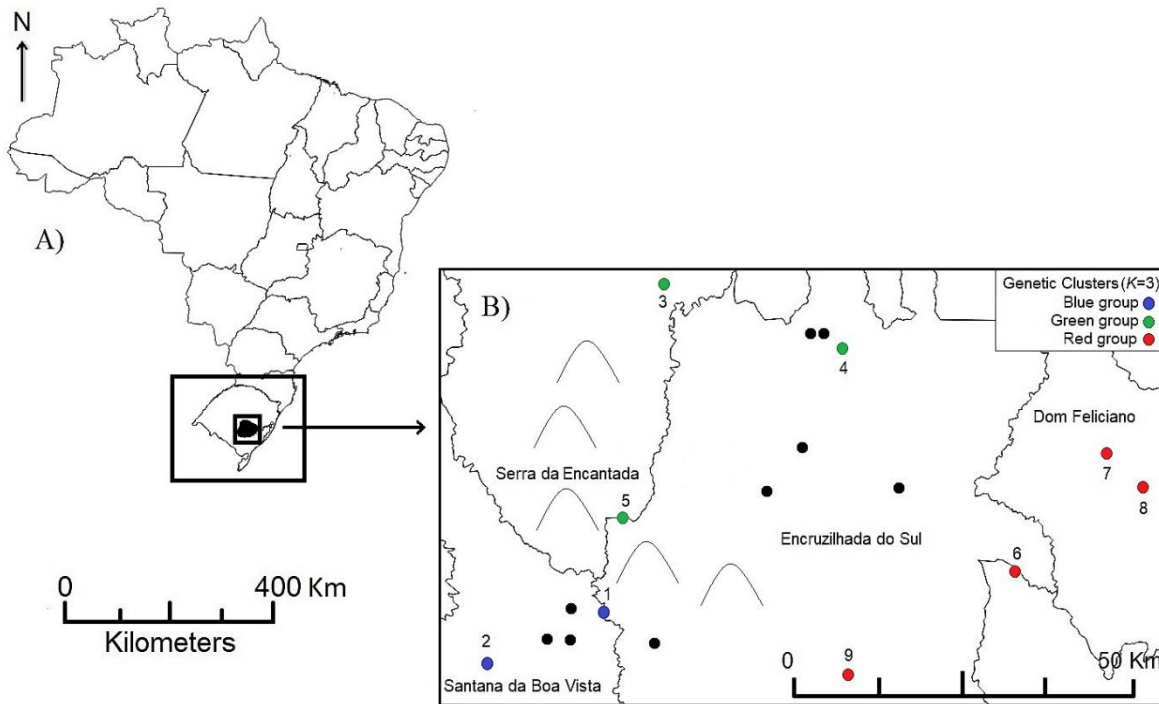 N
A)
0 400 Km
Kilometers
B)
Genetic Clusters (K=3)
Blue group
Green group
Red group
3
4
Dom Feliciano
7
8
Serra da Encantada
5
Encruzilhada do Sul
6
1
2
9
0 50 Km
Santana da Boa Vista